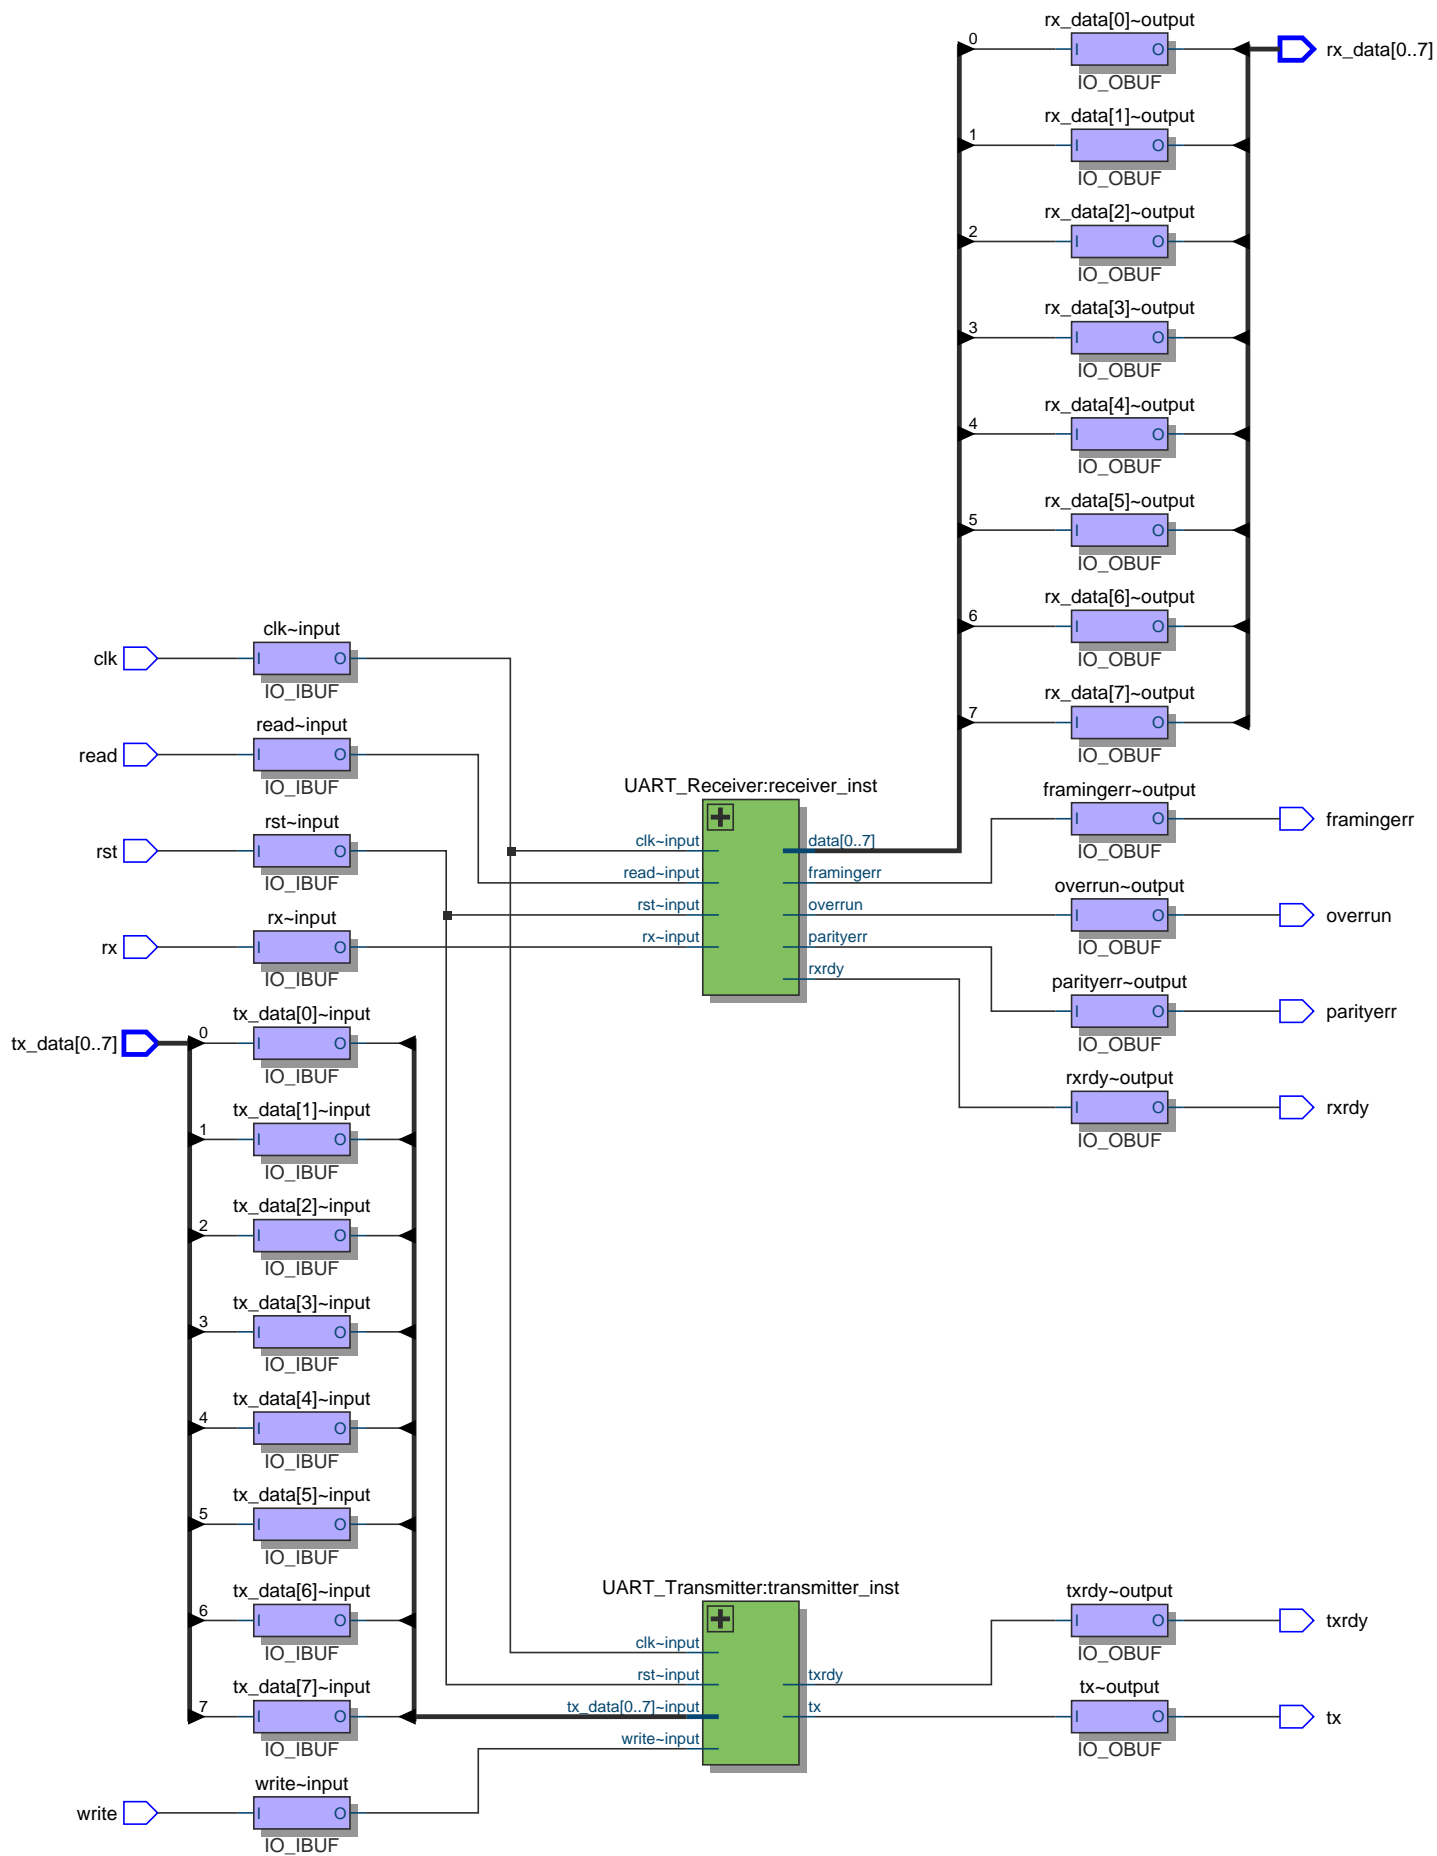 rx_data[0]~output
0
I
O
rx_data[0..7]
IO_OBUF
rx_data[1]~output
1
I
O
IO_OBUF
rx_data[2]~output
2
I
O
IO_OBUF
rx_data[3]~output
3
I
O
IO_OBUF
rx_data[4]~output
4
I
O
IO_OBUF
rx_data[5]~output
5
I
O
IO_OBUF
rx_data[6]~output
6
I
O
IO_OBUF
rx_data[7]~output
7
I
O
IO_OBUF
clk~input
clk
I
O
IO_IBUF
read~input
read
I
O
IO_IBUF
rst~input
rst
I
O
IO_IBUF
rx~input
rx
I
O
IO_IBUF
UART_Receiver:receiver_inst
clk~input
read~input
rst~input
rx~input
data[0..7]
framingerr
overrun
parityerr
rxrdy
framingerr~output
I
O
framingerr
IO_OBUF
overrun~output
I
O
overrun
IO_OBUF
parityerr~output
I
O
parityerr
IO_OBUF
rxrdy~output
I
O
rxrdy
IO_OBUF
tx_data[0]~input
tx_data[0..7]
0
I
O
IO_IBUF
tx_data[1]~input
1
I
O
IO_IBUF
tx_data[2]~input
2
I
O
IO_IBUF
tx_data[3]~input
3
I
O
IO_IBUF
tx_data[4]~input
4
I
O
IO_IBUF
tx_data[5]~input
5
I
O
IO_IBUF
tx_data[6]~input
6
I
O
IO_IBUF
tx_data[7]~input
7
I
O
IO_IBUF
write~input
write
I
O
IO_IBUF
UART_Transmitter:transmitter_inst
clk~input
rst~input
tx_data[0..7]~input
write~input
txrdy
tx
txrdy~output
I
O
txrdy
IO_OBUF
tx~output
I
O
tx
IO_OBUF